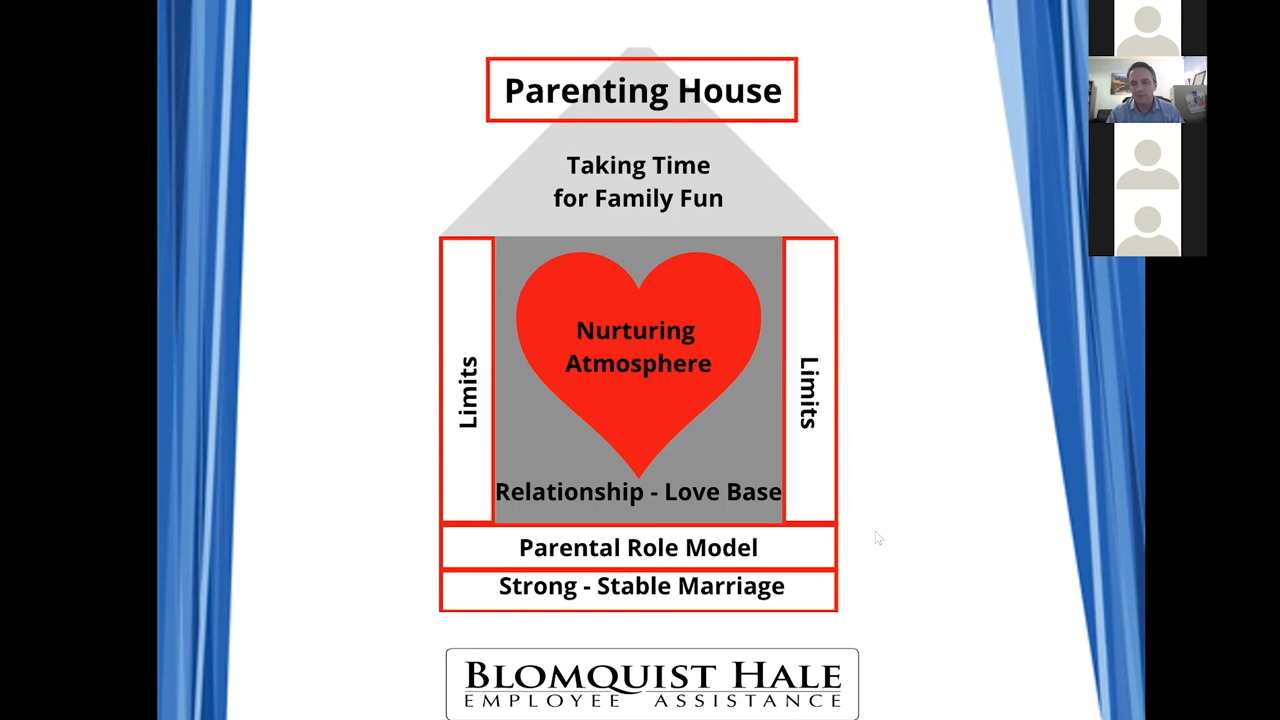 Parenting House
Taking Time
for Family Fun
Nurturing
Atmosphere
Limits
Limits
Relationship - Love Base
Parental Role Model
Strong - Stable Marriage
BLOMQUIST HALE
EMPLOYEE ASSISTANCE